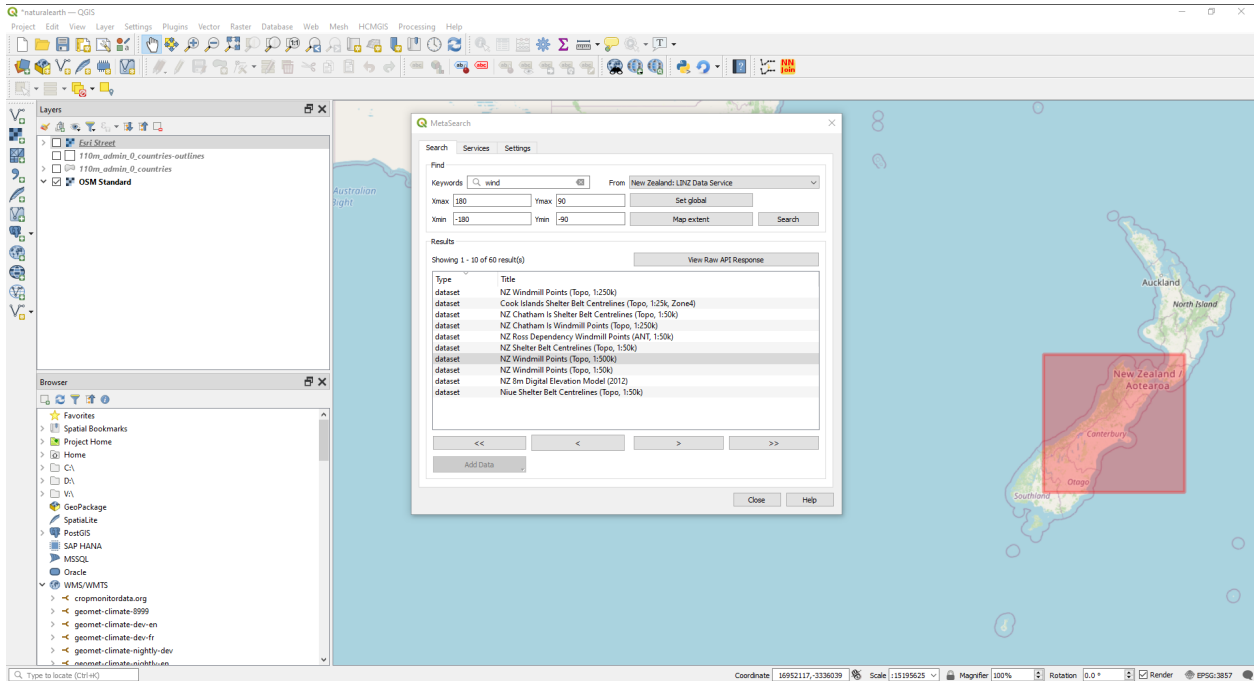 *naturalearth — QGIS
Project Edit View Layer Settings Plugins Vector Raster Database Web Mesh HCMGIS Processing Help
Layers
Esri Street
110m_admin_0_countries-outlines
110m_admin_0_countries
OSM Standard
Browser
Favorites
Spatial Bookmarks
Project Home
Home
C:\
D:\
V:\
GeoPackage
SpatiaLite
PostGIS
SAP HANA
MSSQL
Oracle
WMS/WMTS
cropmonitordata.org
geomet-climate-8999
geomet-climate-dev-en
geomet-climate-dev-fr
geomet-climate-nightly-dev
geomet-climate-nightly-en
MetaSearch
Search Services Settings
Find
Keywords wind From New Zealand: LINZ Data Service
Xmax 180 Ymax 90 Set global
Xmin -180 Ymin -90 Map extent Search
Results
Showing 1 - 10 of 60 result(s) View Raw API Response
Type Title
dataset NZ Windmill Points (Topo, 1:250k)
dataset Cook Islands Shelter Belt Centrelines (Topo, 1:25k, Zone4)
dataset NZ Chatham Is Shelter Belt Centrelines (Topo, 1:50k)
dataset NZ Chatham Is Windmill Points (Topo, 1:250k)
dataset NZ Ross Dependency Windmill Points (ANT, 1:50k)
dataset NZ Shelter Belt Centrelines (Topo, 1:50k)
dataset NZ Windmill Points (Topo, 1:500k)
dataset NZ Windmill Points (Topo, 1:50k)
dataset NZ 8m Digital Elevation Model (2012)
dataset Niue Shelter Belt Centrelines (Topo, 1:50k)
<< < > >>
Add Data
Close Help
Australian
Bight
Auckland
North Island
New Zealand /
Aotearoa
Canterbury
Otago
Southland
NN
join
Type to locate (Ctrl+K) Coordinate 16952117,-3336039 Scale :15195625 Magnifier 100% Rotation 0.0 ° Render EPSG:3857